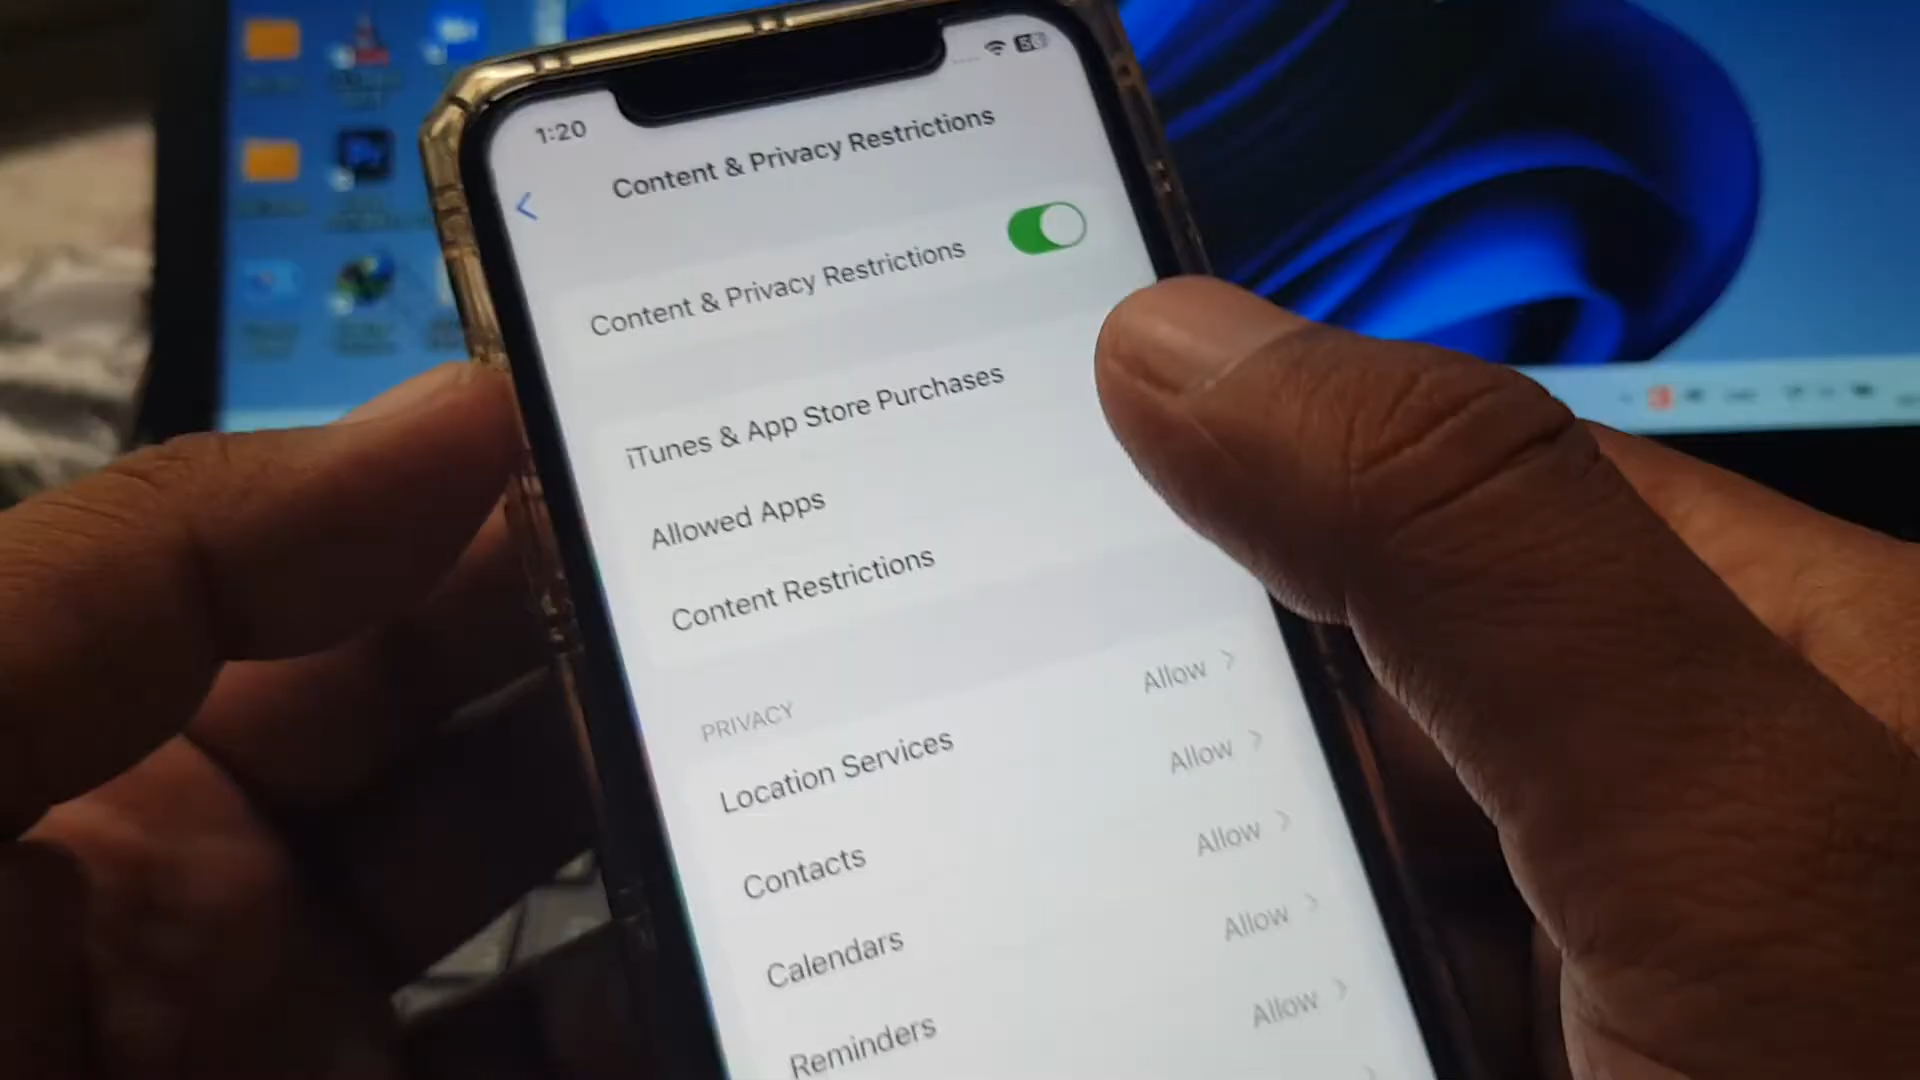 1:20
Content & Privacy Restrictions
Content & Privacy Restrictions
iTunes & App Store Purchases
Allowed Apps
Content Restrictions
PRIVACY
Location Services Allow
Contacts Allow
Calendars Allow
Reminders Allow
Allow